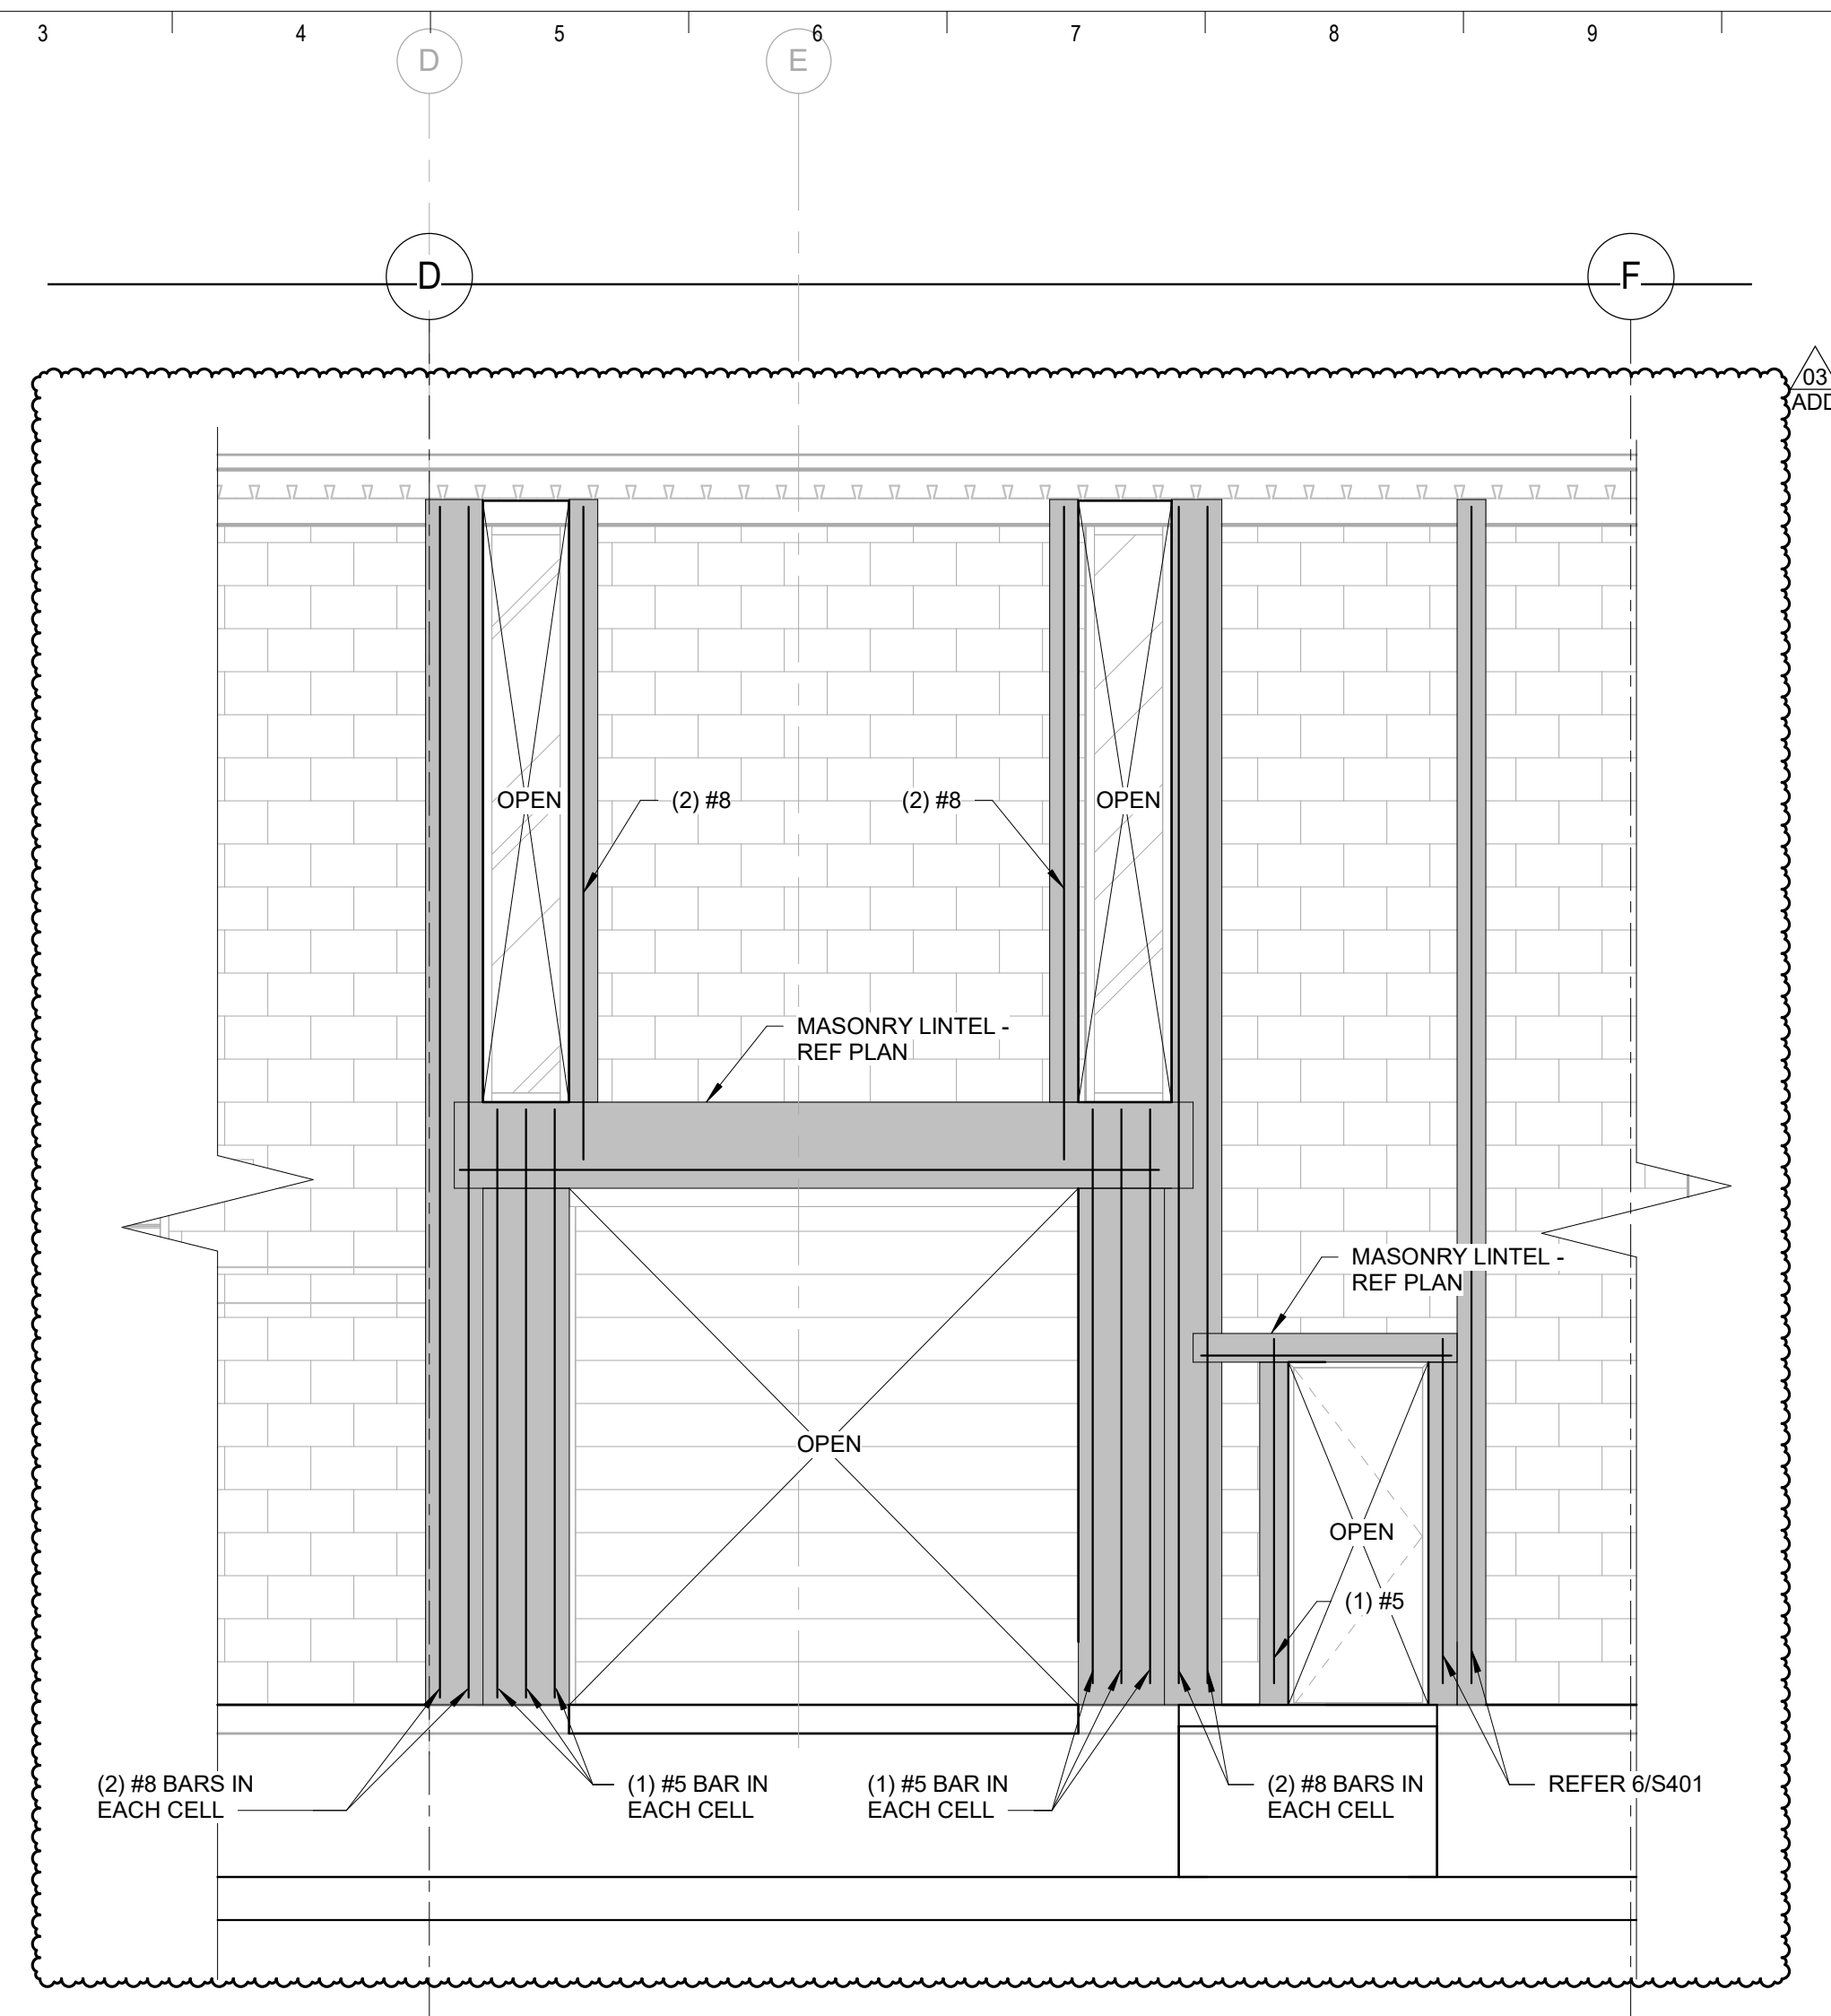 3 4 5 6 7 8 9
D E
D F
03
ADD
OPEN (2) #8 (2) #8 OPEN
MASONRY LINTEL -
REF PLAN
MASONRY LINTEL -
REF PLAN
OPEN
OPEN
(1) #5
(2) #8 BARS IN
EACH CELL
(1) #5 BAR IN
EACH CELL
(1) #5 BAR IN
EACH CELL
(2) #8 BARS IN
EACH CELL
REFER 6/S401